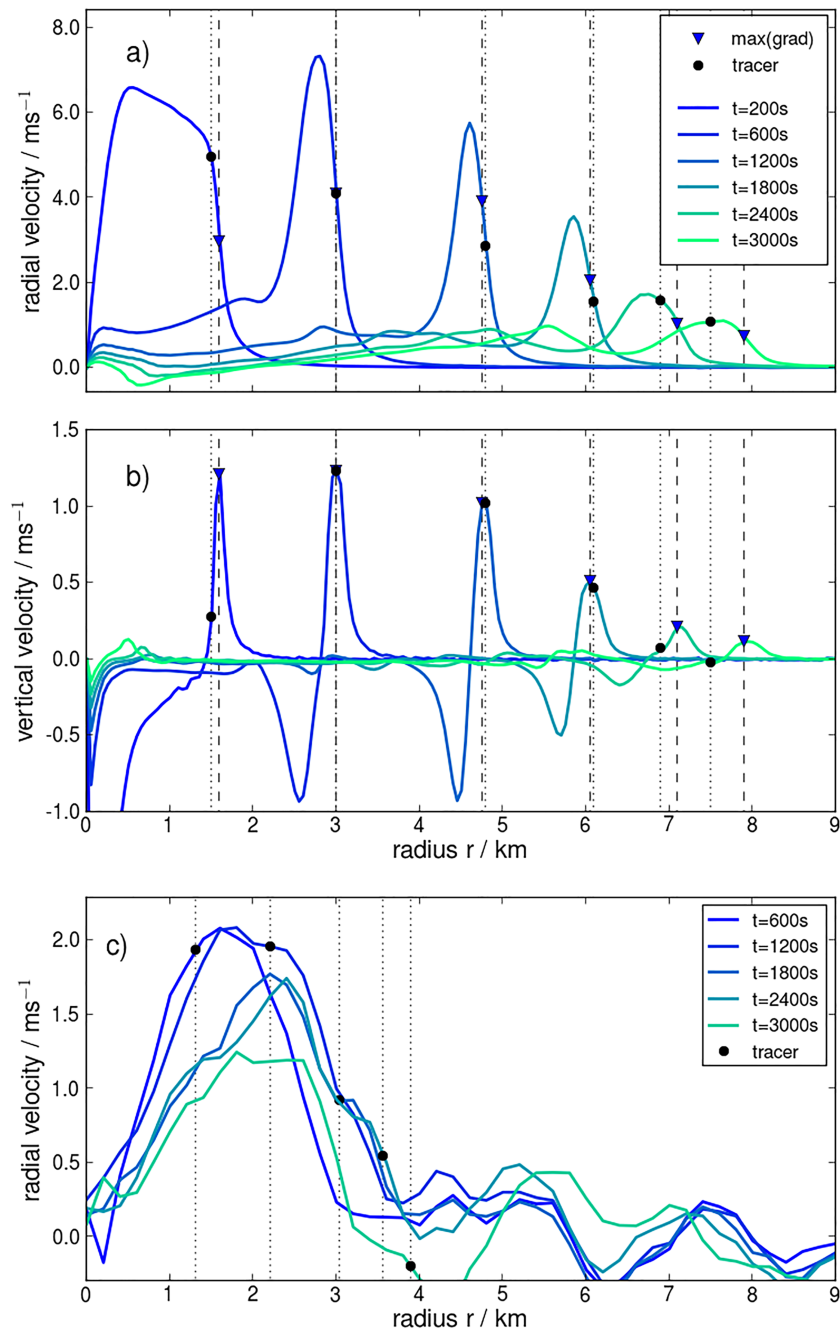 a)
radial velocity / ms⁻¹
8.0
6.0
4.0
2.0
0.0
max(grad)
tracer
t=200s
t=600s
t=1200s
t=1800s
t=2400s
t=3000s
b)
vertical velocity / ms⁻¹
1.5
1.0
0.5
0.0
-0.5
-1.0
0 1 2 3 4 5 6 7 8 9
radius r / km
c)
radial velocity / ms⁻¹
2.0
1.5
1.0
0.5
0.0
t=600s
t=1200s
t=1800s
t=2400s
t=3000s
tracer
0 1 2 3 4 5 6 7 8 9
radius r / km